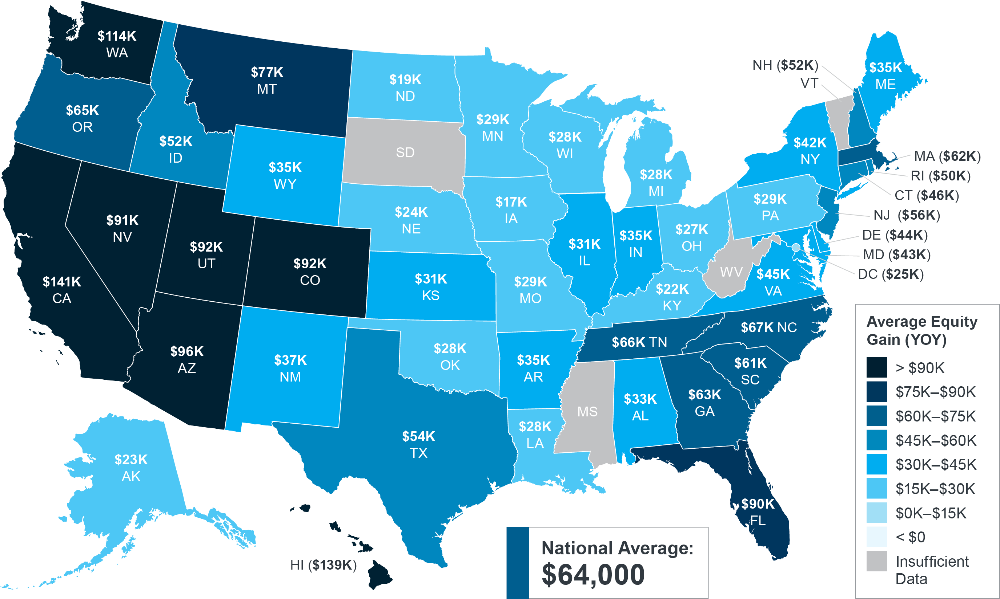 $114K
WA
$77K
MT
$19K
ND
NH ($52K)
VT
$35K
ME
$65K
OR
$52K
ID
$29K
MN
$28K
WI
$42K
NY
$35K
WY
SD
$28K
MI
MA ($62K)
RI ($50K)
CT ($46K)
$29K
PA
NJ ($56K)
$91K
NV
$24K
NE
$17K
IA
$92K
UT
$31K
IL
$35K
IN
$27K
OH
DE ($44K)
MD ($43K)
DC ($25K)
$92K
CO
WV
$45K
VA
$141K
CA
$31K
KS
$29K
MO
$22K
KY
$67K NC
$66K TN
$96K
AZ
$37K
NM
$28K
OK
$35K
AR
$61K
SC
MS
$33K
AL
$63K
GA
$54K
TX
$28K
LA
$23K
AK
$90K
FL
HI ($139K)
National Average:
$64,000
Average Equity
Gain (YOY)
> $90K
$75K–$90K
$60K–$75K
$45K–$60K
$30K–$45K
$15K–$30K
$0K–$15K
< $0
Insufficient
Data